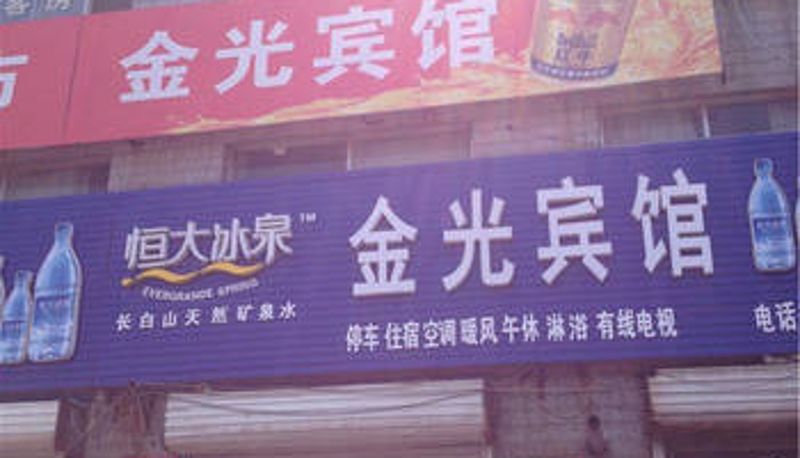 金光宾馆
恒大冰泉™
EVERGRANDE SPRING
长白山天然矿泉水
金光宾馆
停车 住宿 空调 暖风 午休 淋浴 有线电视
电话